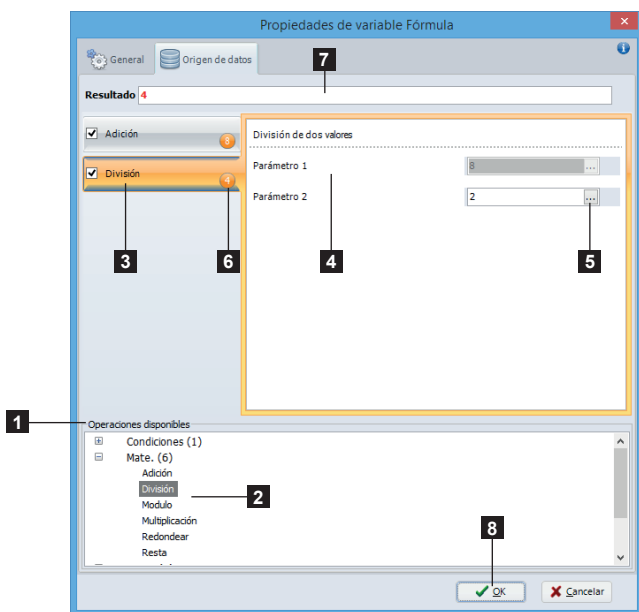 Propiedades de variable Fórmula
General
Origen de datos
7
Resultado 4
Adición
8
División de dos valores
División
4
Parámetro 1
8
...
Parámetro 2
2
...
3
6
4
5
1
Operaciones disponibles
Condiciones (1)
Mate. (6)
Adición
División
2
Modulo
Multiplicación
Redondear
Resta
8
OK
Cancelar